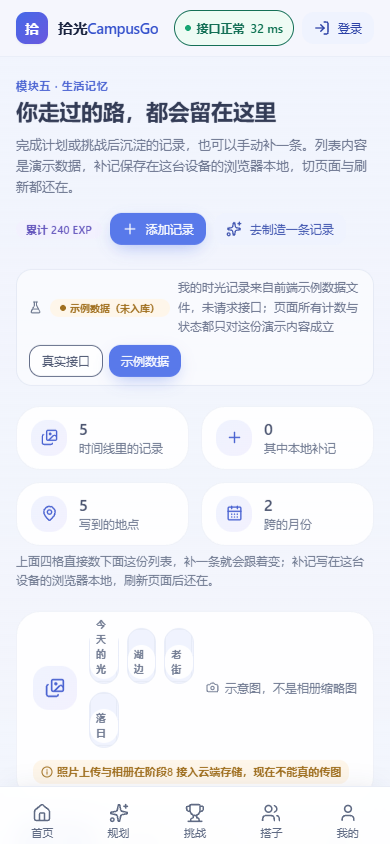 拾 拾光CampusGo 接口正常 32 ms 登录
模块五 · 生活记忆
你走过的路，都会留在这里
完成计划或挑战后沉淀的记录，也可以手动补一条。列表内容
是演示数据，补记保存在这台设备的浏览器本地，切页面与刷
新都还在。
累计 240 EXP 添加记录 去制造一条记录
示例数据（未入库）
我的时光记录来自前端示例数据文
件，未请求接口；页面所有计数与
状态都只对这份演示内容成立
真实接口 示例数据
5
时间线里的记录
0
其中本地补记
5
写到的地点
2
跨的月份
上面四格直接数下面这份列表，补一条就会跟着变；补记写在这台
设备的浏览器本地，刷新页面后还在。
今
天
的
光
湖
边
老
街
落
日
示意图，不是相册缩略图
照片上传与相册在阶段8 接入云端存储，现在不能真的传图
首页 规划 挑战 搭子 我的